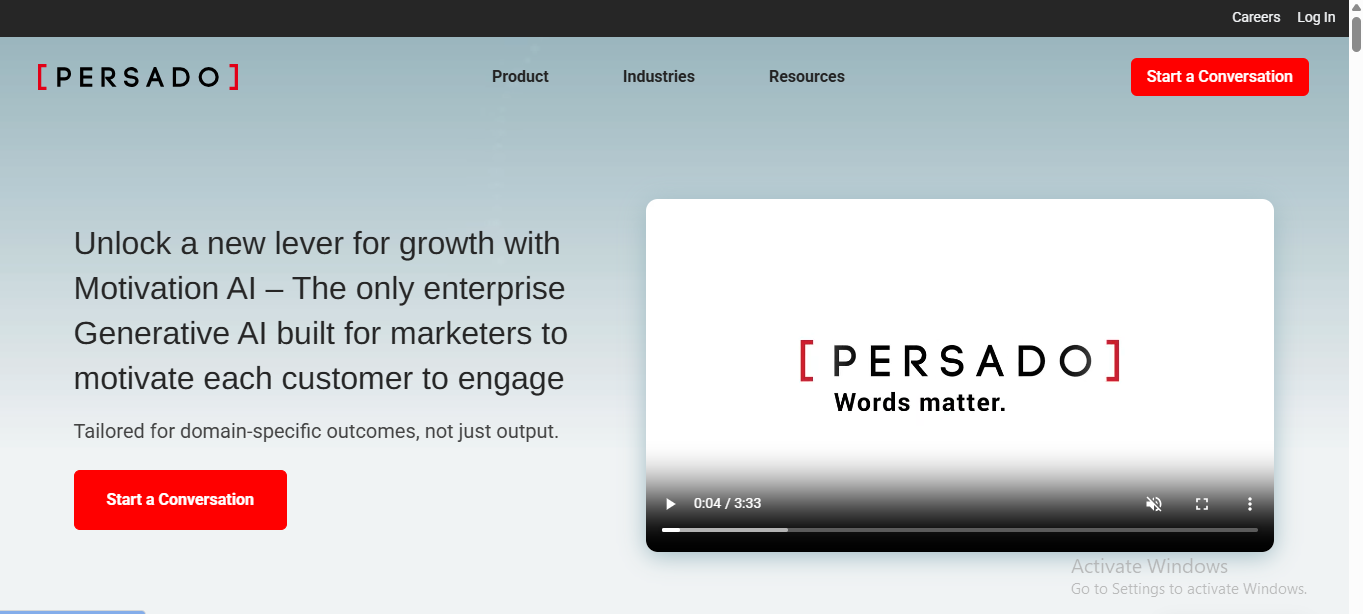 Careers Log In
[ PERSADO ] Product Industries Resources Start a Conversation
Unlock a new lever for growth with
Motivation AI – The only enterprise
Generative AI built for marketers to
motivate each customer to engage
Tailored for domain-specific outcomes, not just output.
Start a Conversation
[ PERSADO ]
Words matter.
0:04 / 3:33
Activate Windows
Go to Settings to activate Windows.